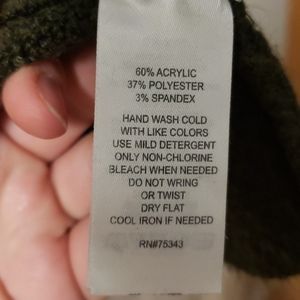 60% ACRYLIC
37% POLYESTER
3% SPANDEX
HAND WASH COLD
WITH LIKE COLORS
USE MILD DETERGENT
ONLY NON-CHLORINE
BLEACH WHEN NEEDED
DO NOT WRING
OR TWIST
DRY FLAT
COOL IRON IF NEEDED
RN#75343